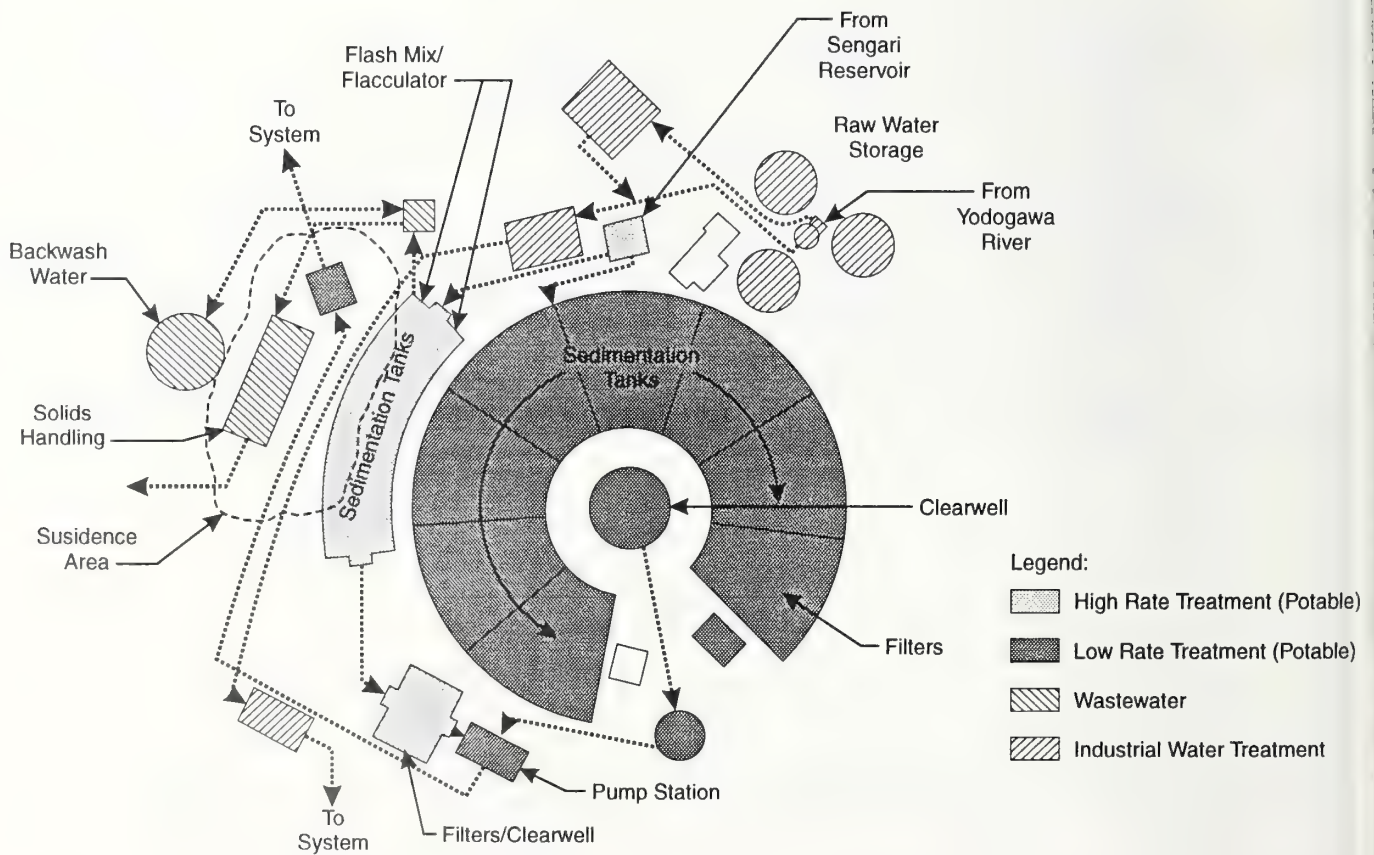 From
Sengari
Reservoir
Flash Mix/
Flacculator
To
System
Raw Water
Storage
From
Yodogawa
River
Backwash
Water
Sedimentation
Tanks
Sedimentation Tanks
Solids
Handling
Clearwell
Susidence
Area
Legend:
High Rate Treatment (Potable)
Filters
Low Rate Treatment (Potable)
Wastewater
Industrial Water Treatment
Pump Station
To
System
Filters/Clearwell